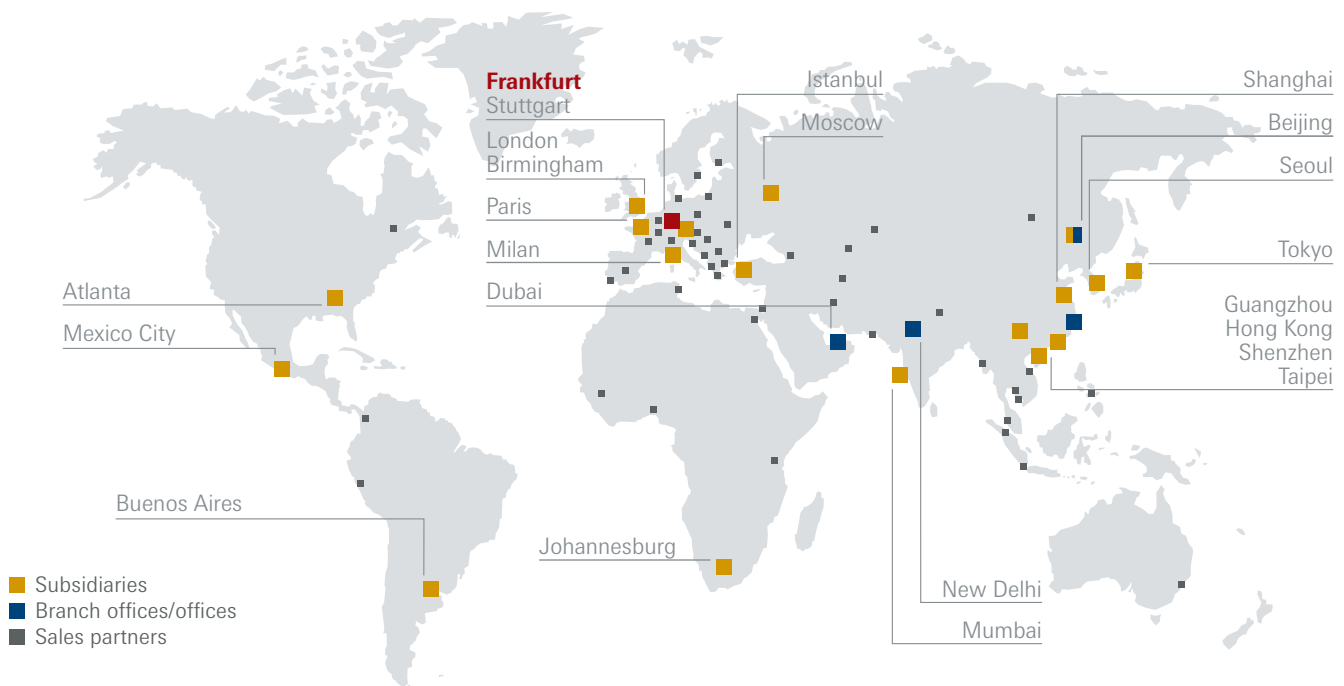 Frankfurt
Stuttgart
London
Birmingham
Paris
Milan
Dubai
Istanbul
Moscow
Shanghai
Beijing
Seoul
Tokyo
Guangzhou
Hong Kong
Shenzhen
Taipei
Atlanta
Mexico City
Buenos Aires
Johannesburg
New Delhi
Mumbai
Subsidiaries
Branch offices/offices
Sales partners